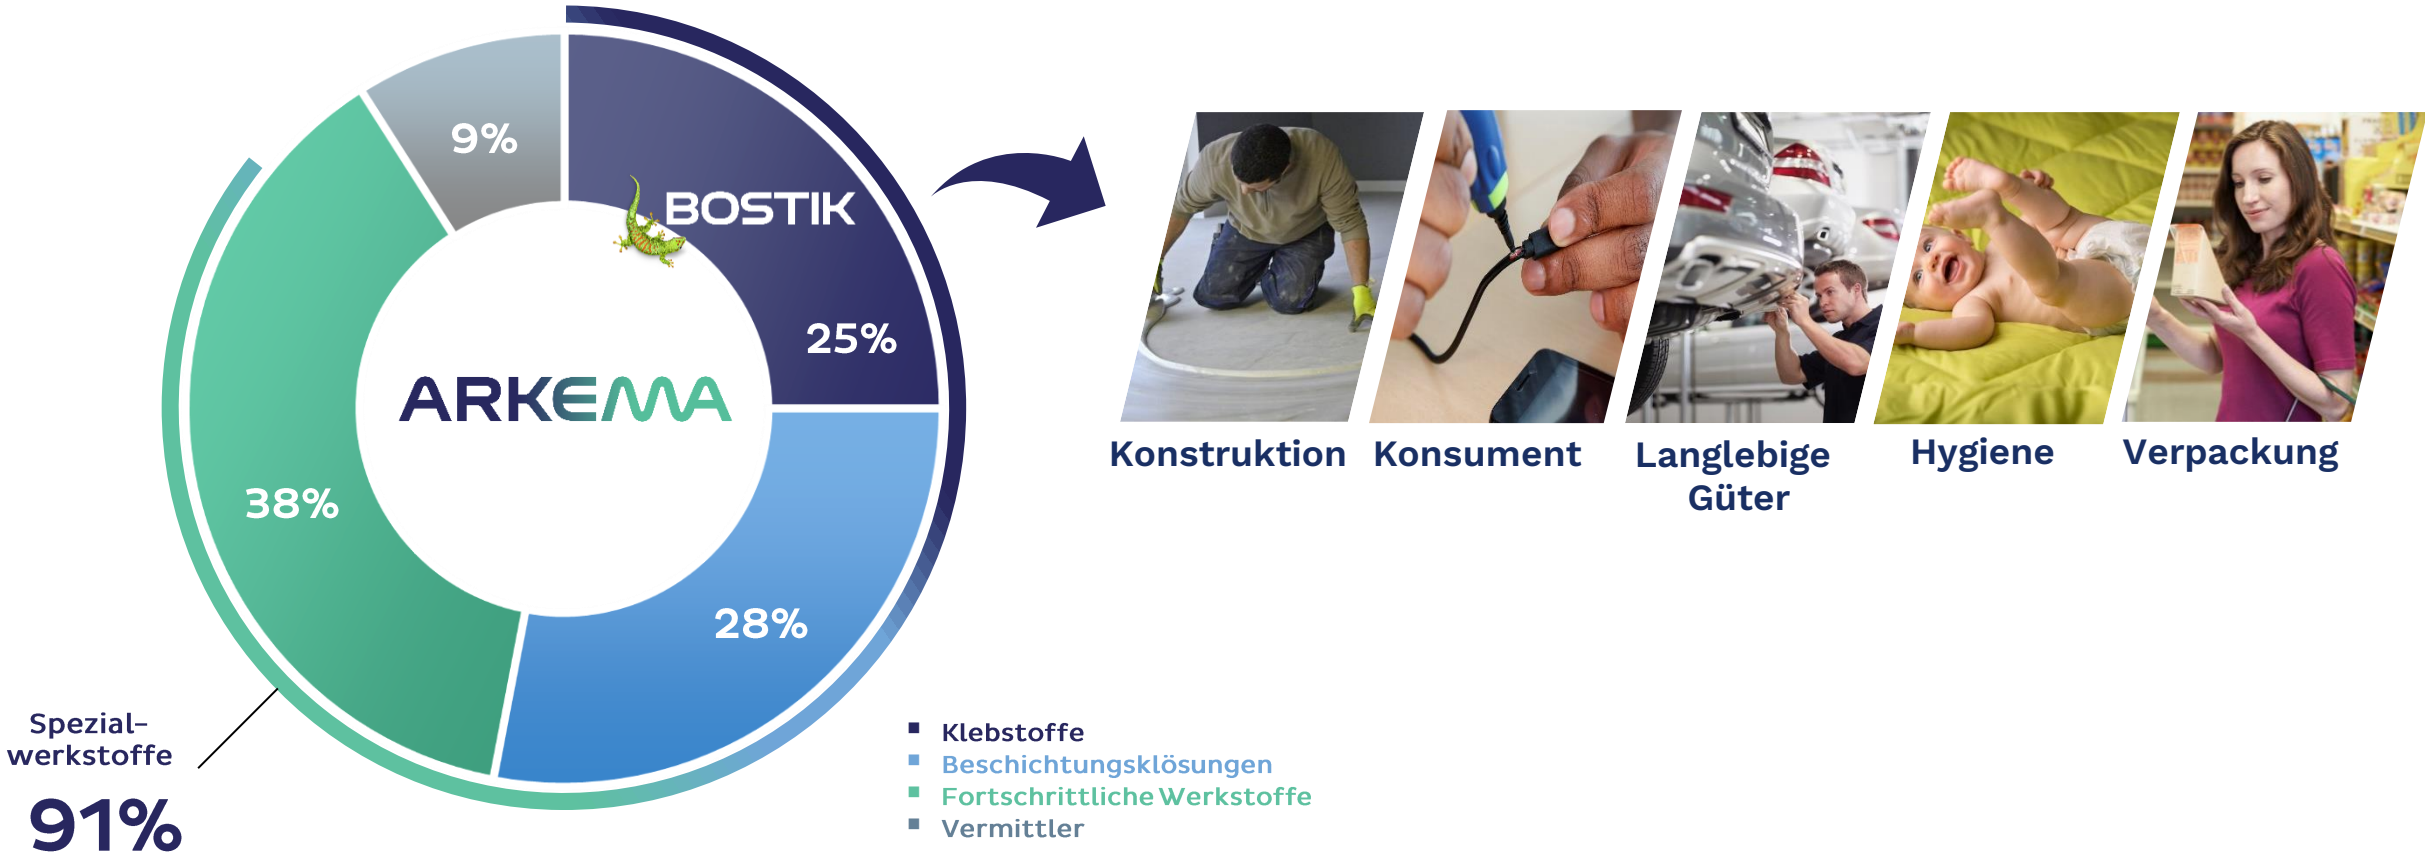 9%
BOSTIK
25%
ARKEMA
38%
28%
Spezial-
werkstoffe
91%
Klebstoffe
Beschichtungsklösungen
Fortschrittliche Werkstoffe
Vermittler
Konstruktion
Konsument
Langlebige
Güter
Hygiene
Verpackung